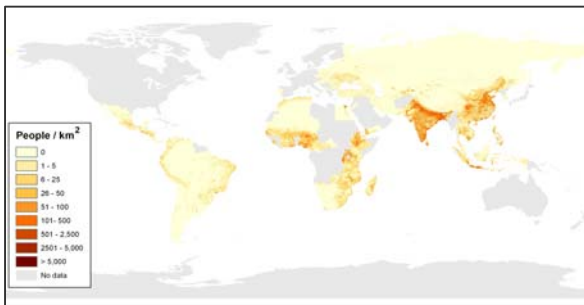 People / km²
0
1 - 5
6 - 25
26 - 50
51 - 100
101- 500
501 - 2,500
2501 - 5,000
> 5,000
No data